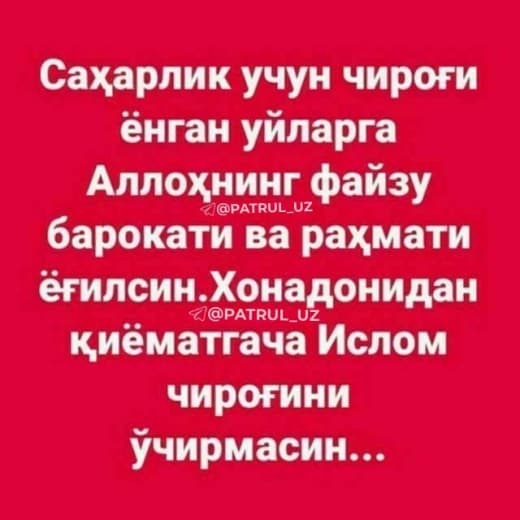 Саҳарлик учун чироғи
ёнган уйларга
Аллоҳнинг файзу
@PATRUL_UZ
барокати ва раҳмати
ёғилсин.Хонадонидан
@PATRUL_UZ
қиёматгача Ислом
чироғини
ўчирмасин...